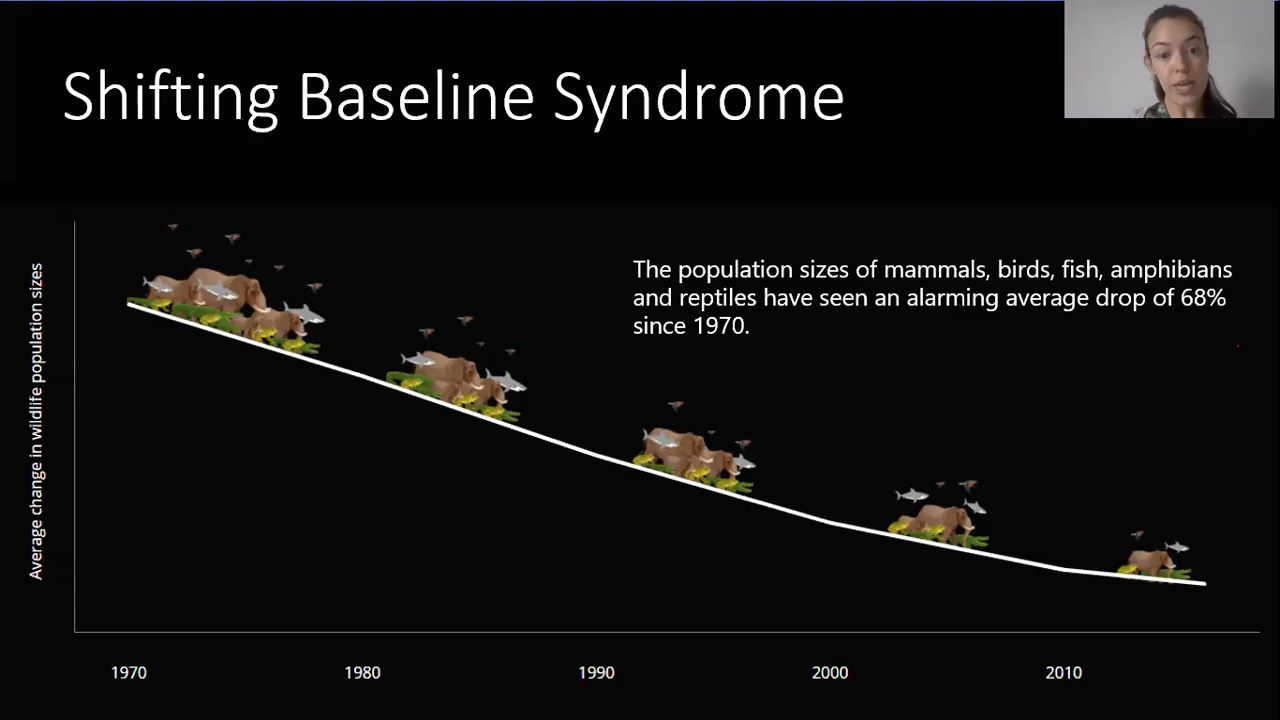 Shifting Baseline Syndrome
The population sizes of mammals, birds, fish, amphibians
and reptiles have seen an alarming average drop of 68%
since 1970.
Average change in wildlife population sizes
1970
1980
1990
2000
2010